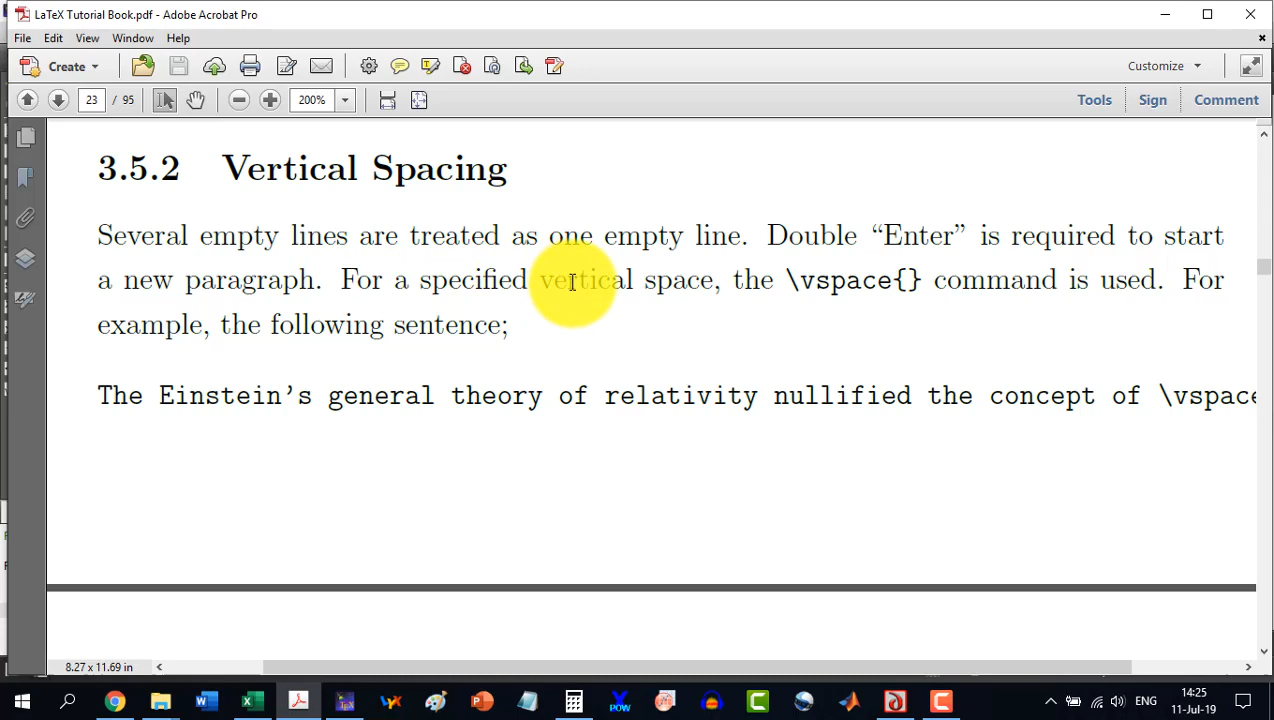 LaTeX Tutorial Book.pdf - Adobe Acrobat Pro
File Edit View Window Help
Create Customize
23 / 95 200% Tools Sign Comment
3.5.2 Vertical Spacing
Several empty lines are treated as one empty line. Double “Enter” is required to start
a new paragraph. For a specified vertical space, the \vspace{} command is used. For
example, the following sentence;
The Einstein’s general theory of relativity nullified the concept of \vspace
8.27 x 11.69 in
POW
ENG
14:25
11-Jul-19